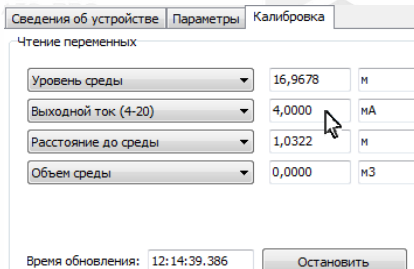 Сведения об устройстве Параметры Калибровка
Чтение переменных
Уровень среды 16,9678 м
Выходной ток (4-20) 4,0000 мА
Расстояние до среды 1,0322 м
Объем среды 0,0000 м3
Время обновления: 12:14:39.386 Остановить